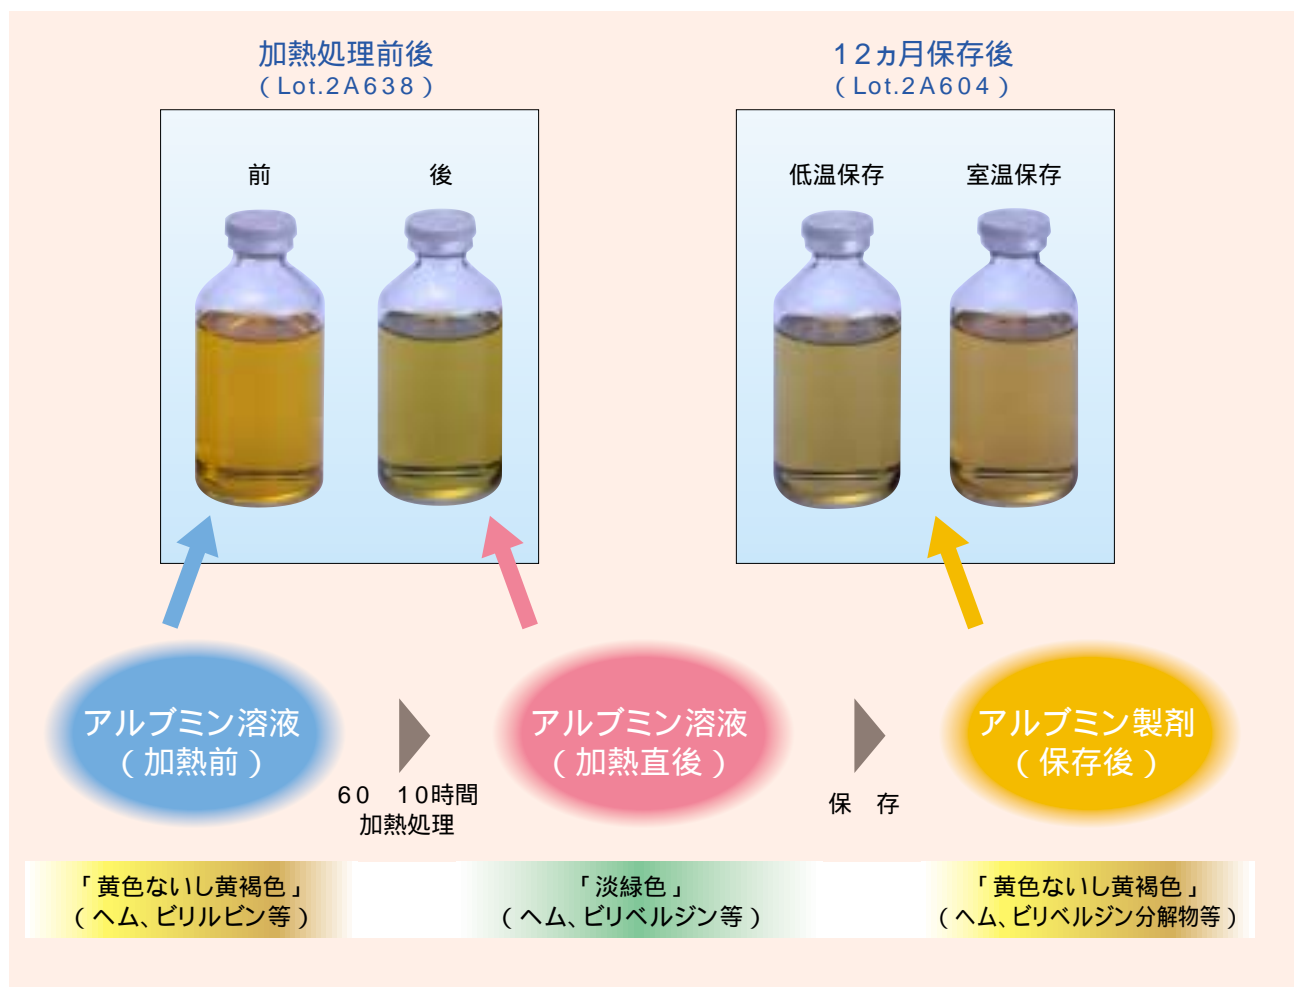 加熱処理前後
(Lot.2A638)
12ヵ月保存後
(Lot.2A604)
前
後
低温保存
室温保存
アルブミン溶液
(加熱前)
60 10時間
加熱処理
アルブミン溶液
(加熱直後)
保 存
アルブミン製剤
(保存後)
「黄色ないし黄褐色」
(ヘム、ビリルビン等)
「淡緑色」
(ヘム、ビリベルジン等)
「黄色ないし黄褐色」
(ヘム、ビリベルジン分解物等)